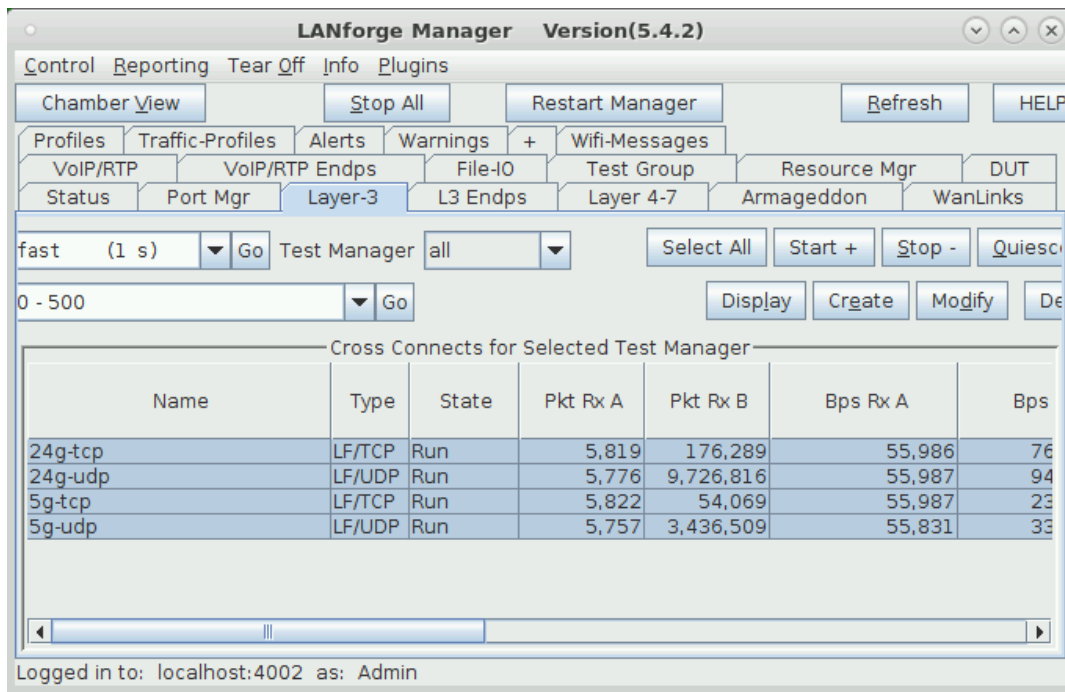 LANforge Manager Version(5.4.2)
Control Reporting Tear Off Info Plugins
Chamber View Stop All Restart Manager Refresh HELP
Profiles Traffic-Profiles Alerts Warnings + Wifi-Messages
VoIP/RTP VoIP/RTP Endps File-IO Test Group Resource Mgr DUT
Status Port Mgr Layer-3 L3 Endps Layer 4-7 Armageddon WanLinks
fast (1 s) Go Test Manager all Select All Start + Stop - Quiesc
0 - 500 Go Display Create Modify De
Cross Connects for Selected Test Manager
Name Type State Pkt Rx A Pkt Rx B Bps Rx A Bps
24g-tcp LF/TCP Run 5,819 176,289 55,986 76
24g-udp LF/UDP Run 5,776 9,726,816 55,987 94
5g-tcp LF/TCP Run 5,822 54,069 55,987 23
5g-udp LF/UDP Run 5,757 3,436,509 55,831 33
Logged in to: localhost:4002 as: Admin